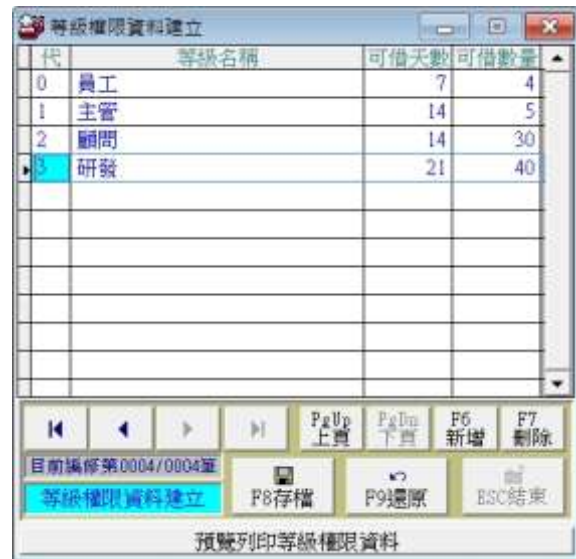 等級權限資料建立
代 等級名稱 可借天數 可借數量
0 員工 7 4
1 主管 14 5
2 顧問 14 30
3 研發 21 40
PgUp 上頁 PgDn 下頁 F6 新增 F7 刪除
目前編修第0004/0004筆
等級權限資料建立 F8存檔 F9還原 ESC結束
預覽列印等級權限資料